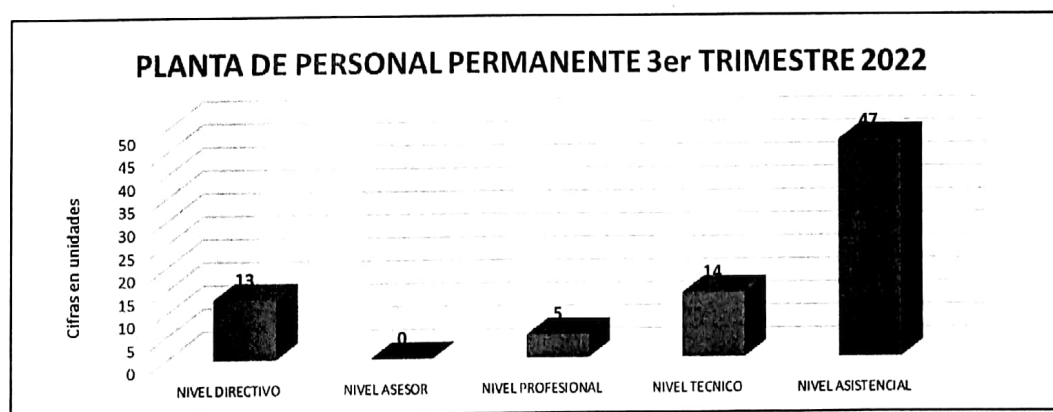 PLANTA DE PERSONAL PERMANENTE 3er TRIMESTRE 2022
Cifras en unidades
50
45
40
35
30
25
20
15
10
5
0
13
0
5
14
47
NIVEL DIRECTIVO
NIVEL ASESOR
NIVEL PROFESIONAL
NIVEL TECNICO
NIVEL ASISTENCIAL